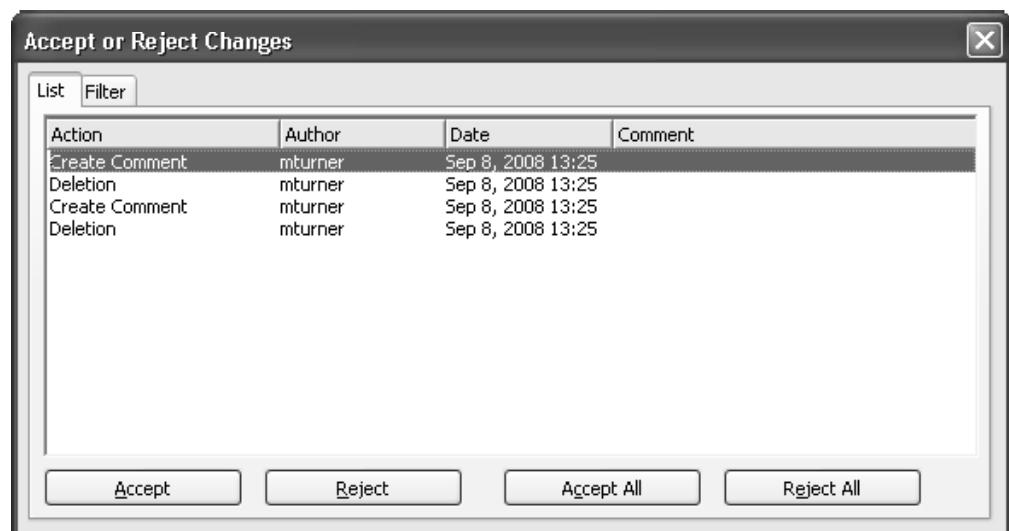 Accept or Reject Changes
List Filter
Action Author Date Comment
Create Comment mturner Sep 8, 2008 13:25
Deletion mturner Sep 8, 2008 13:25
Create Comment mturner Sep 8, 2008 13:25
Deletion mturner Sep 8, 2008 13:25
Accept Reject Accept All Reject All